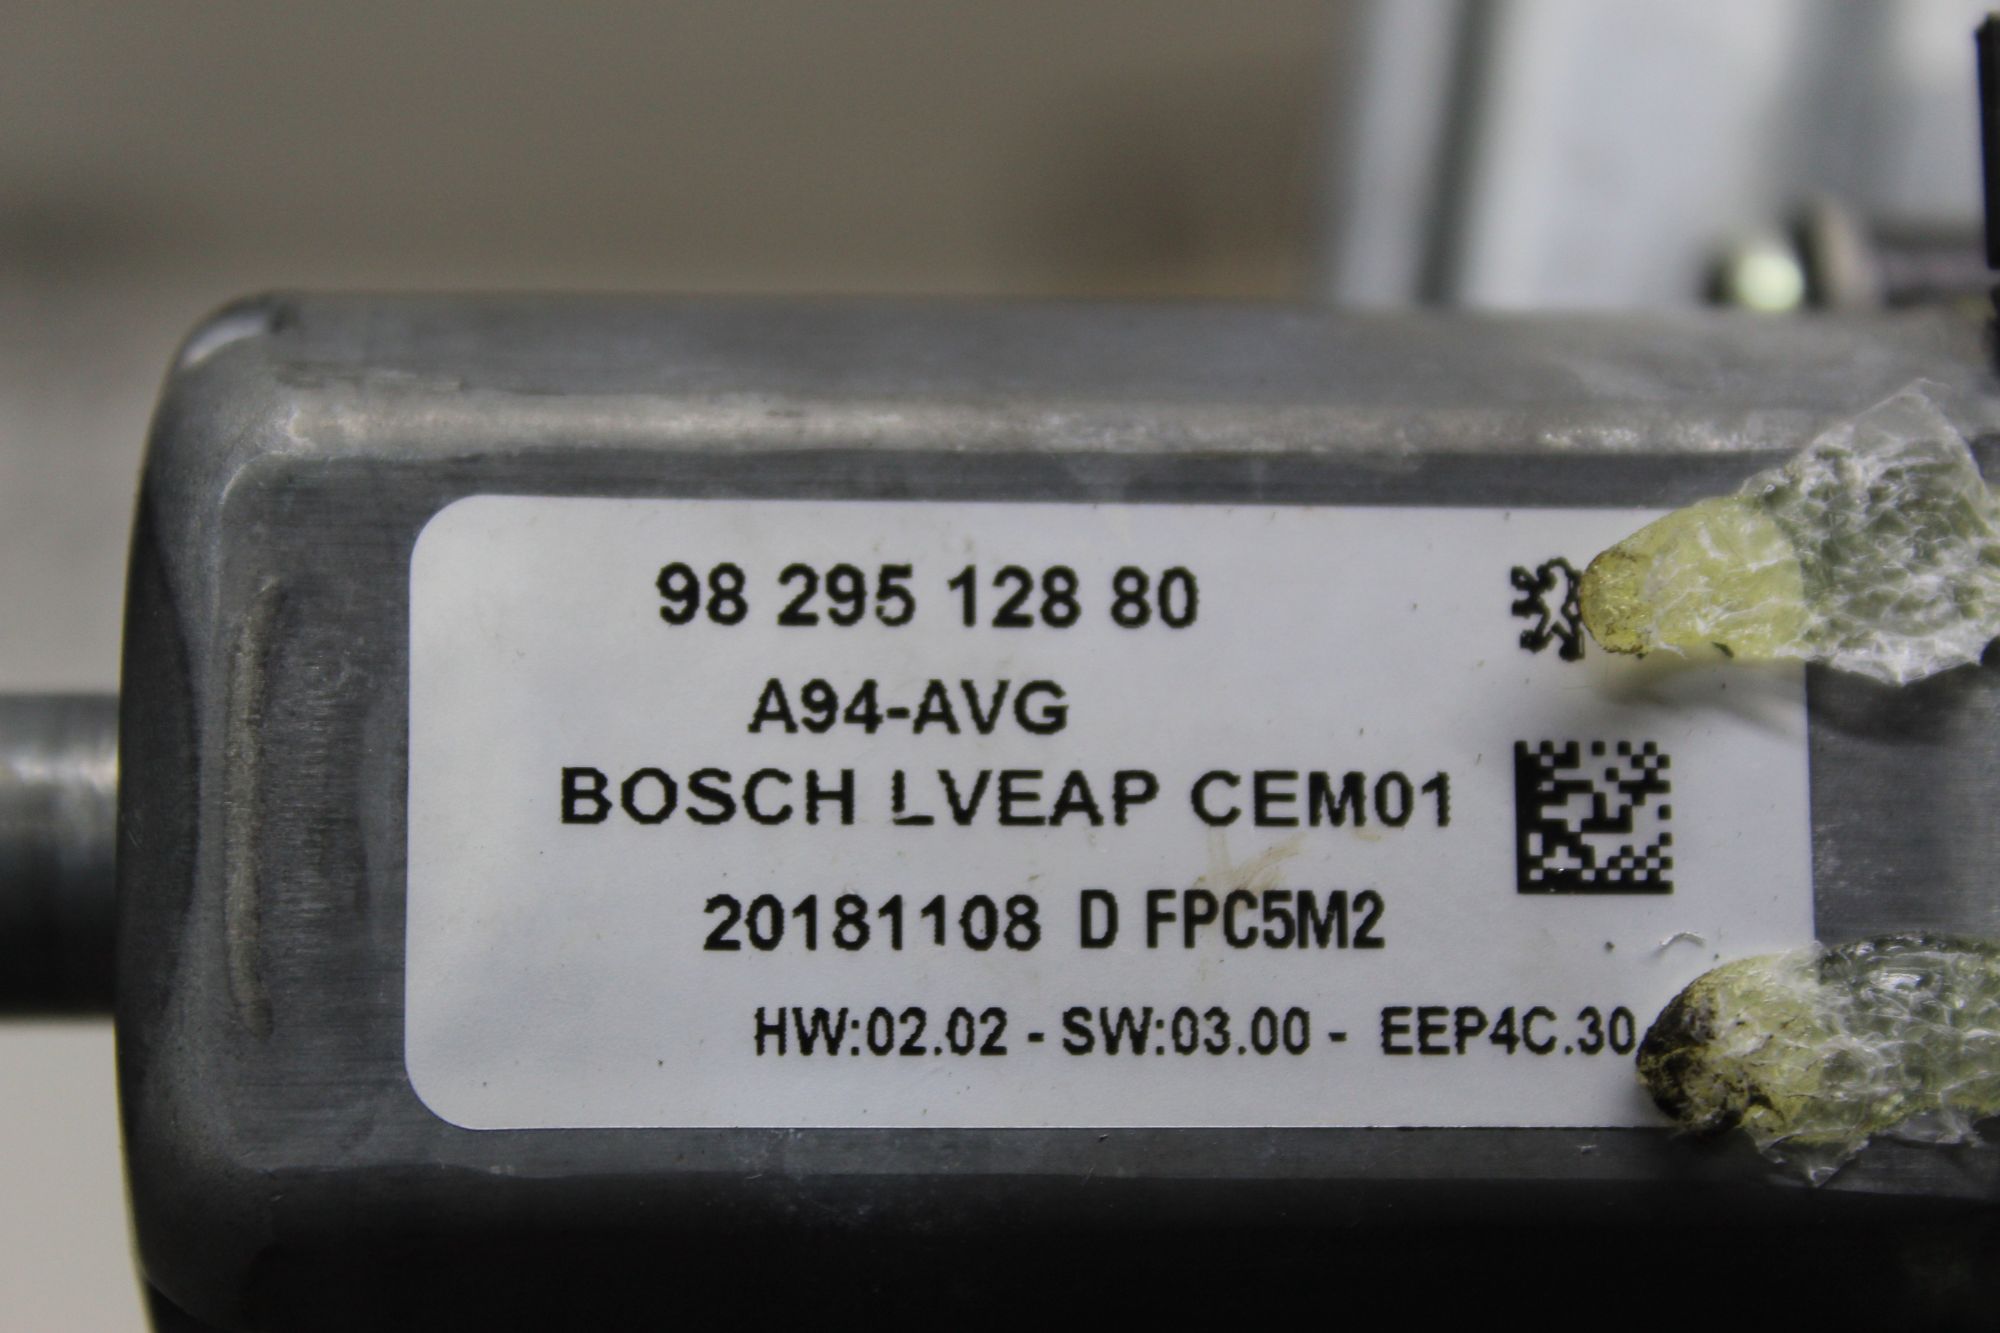 98 295 128 80
A94-AVG
BOSCH LVEAP CEM01
20181108 D FPC5M2
HW:02.02 - SW:03.00 - EEP4C.30